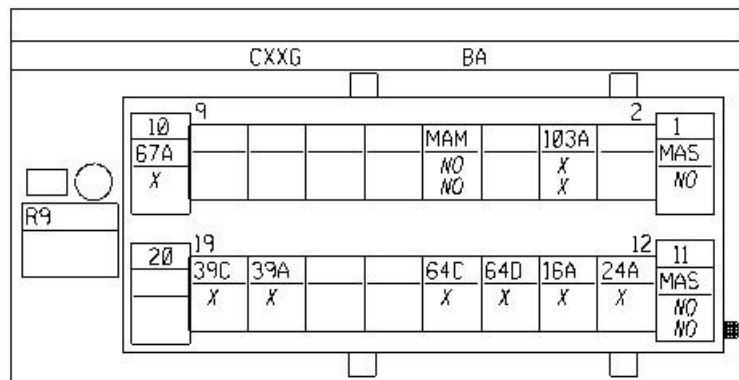 CXXG BA
9 2
10 1
67A MAM 103A MAS
X NO X NO
NO X
R9
19 12
20 11
39C 39A 64C 64D 16A 24A MAS
X X X X X X NO
NO